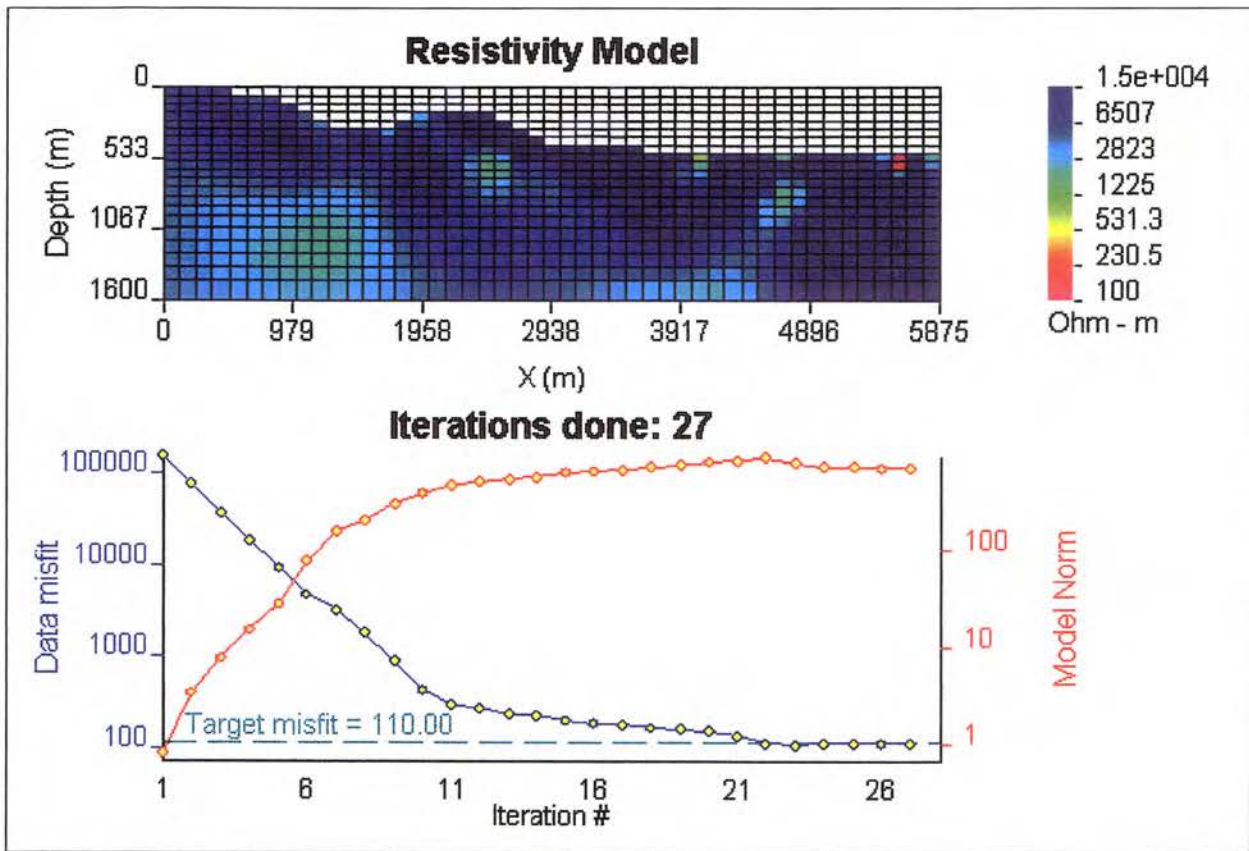 Resistivity Model
0
533
1067
1600
Depth (m)
0 979 1958 2938 3917 4896 5875
X (m)
1.5e+004
6507
2823
1225
531.3
230.5
100
Ohm - m
Iterations done: 27
100000
10000
1000
100
Data misfit
Target misfit = 110.00
100
10
1
Model Norm
1 6 11 16 21 26
Iteration #